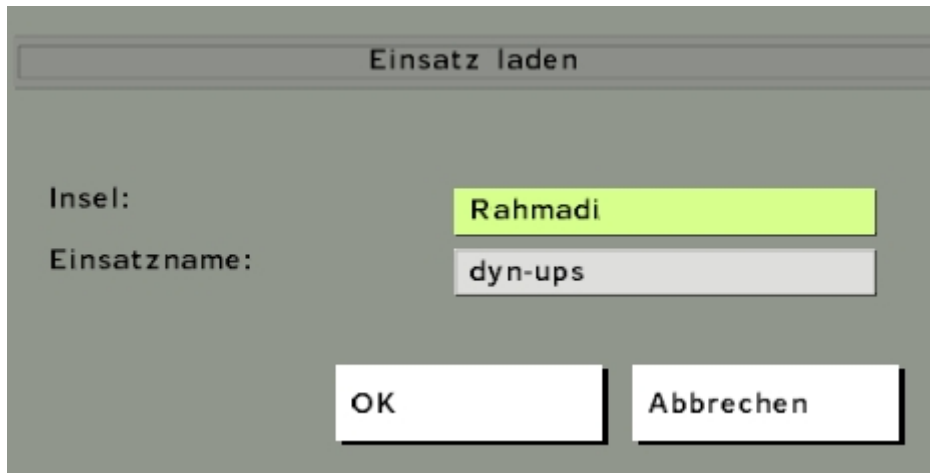 Einsatz laden
Insel:
Rahmadi
Einsatzname:
dyn-ups
OK
Abbrechen